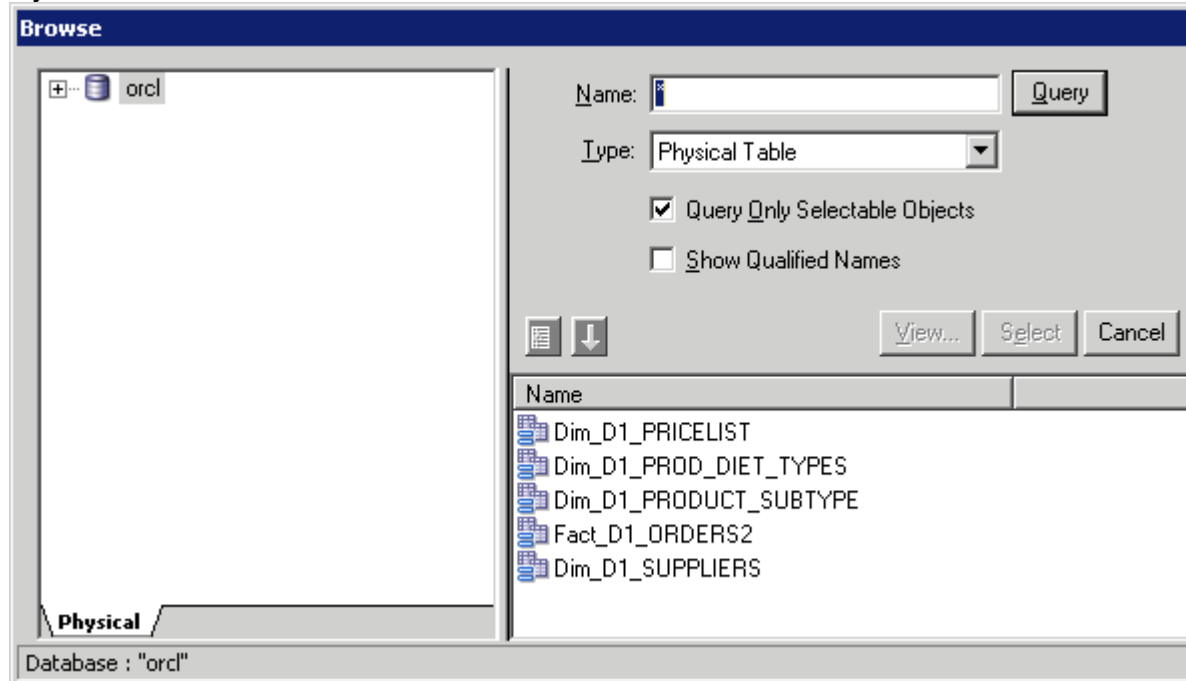 Browse
orcl
Name: *
Query
Type: Physical Table
Query Only Selectable Objects
Show Qualified Names
View... Select Cancel
Name
Dim_D1_PRICELIST
Dim_D1_PROD_DIET_TYPES
Dim_D1_PRODUCT_SUBTYPE
Fact_D1_ORDERS2
Dim_D1_SUPPLIERS
Physical
Database : "orcl"